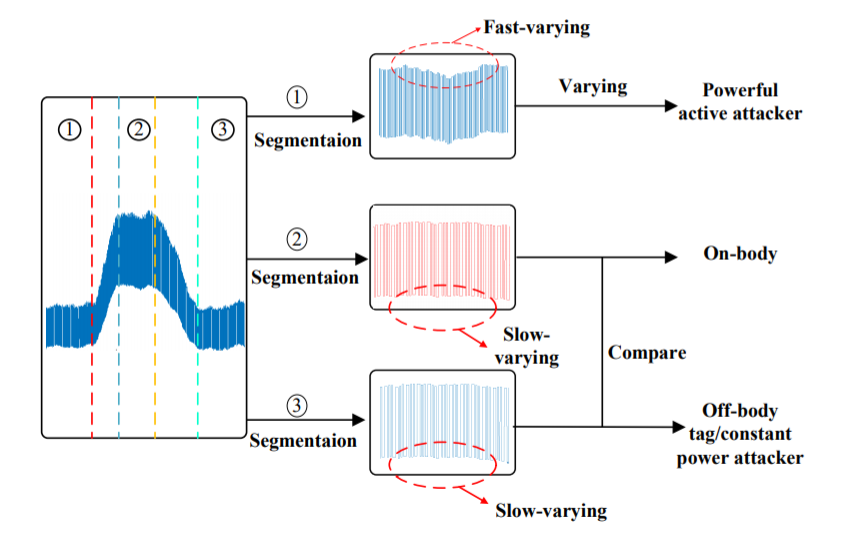 Fast-varying
① ② ③
①
Segmentaion
Varying
Powerful
active attacker
②
Segmentaion
On-body
Slow-
varying
Compare
③
Segmentaion
Off-body
tag/constant
power attacker
Slow-varying